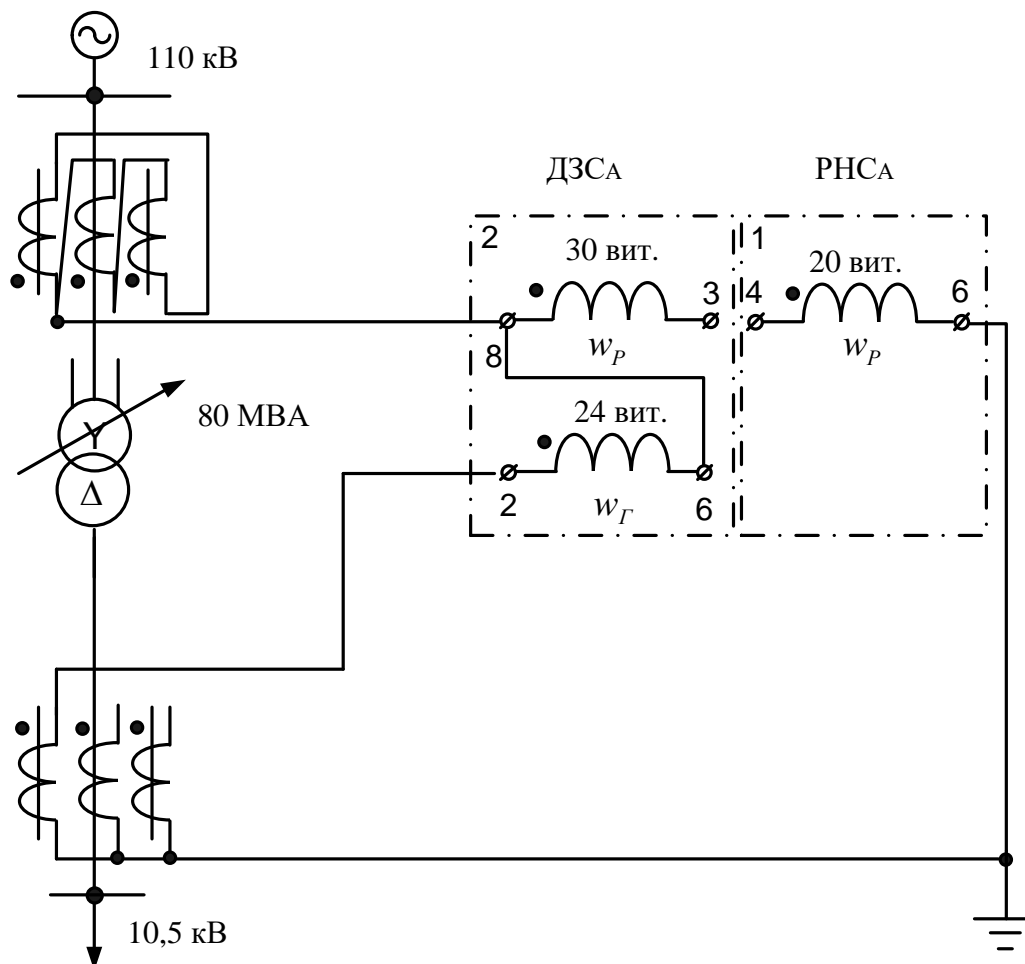 110 кВ
ДЗСА
РНСА
2
1
30 вит.
20 вит.
3
4
6
wР
wР
8
80 МВА
24 вит.
Y
Δ
2
wГ
6
10,5 кВ